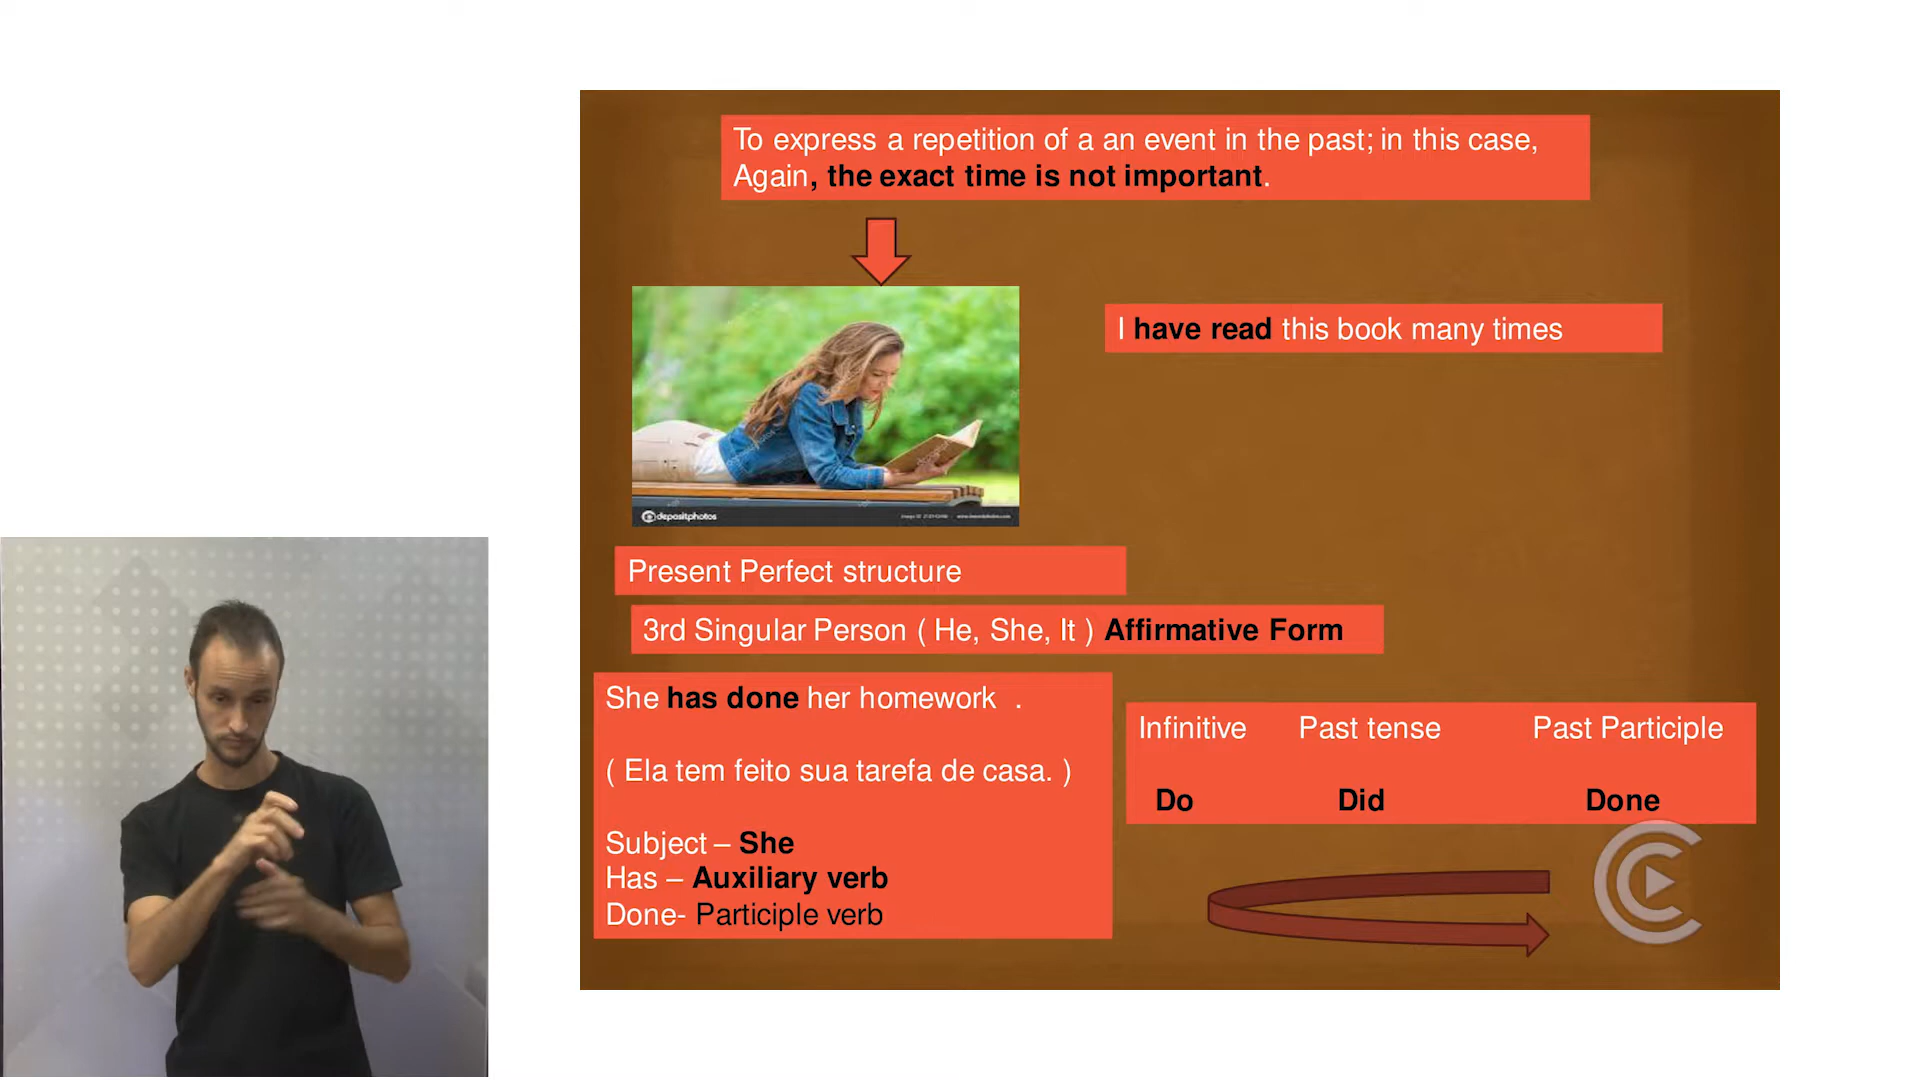 To express a repetition of a an event in the past; in this case,
Again, the exact time is not important.
I have read this book many times
depositphotos
Present Perfect structure
3rd Singular Person ( He, She, It ) Affirmative Form
She has done her homework .
( Ela tem feito sua tarefa de casa. )
Subject – She
Has – Auxiliary verb
Done- Participle verb
Infinitive Past tense Past Participle
Do Did Done